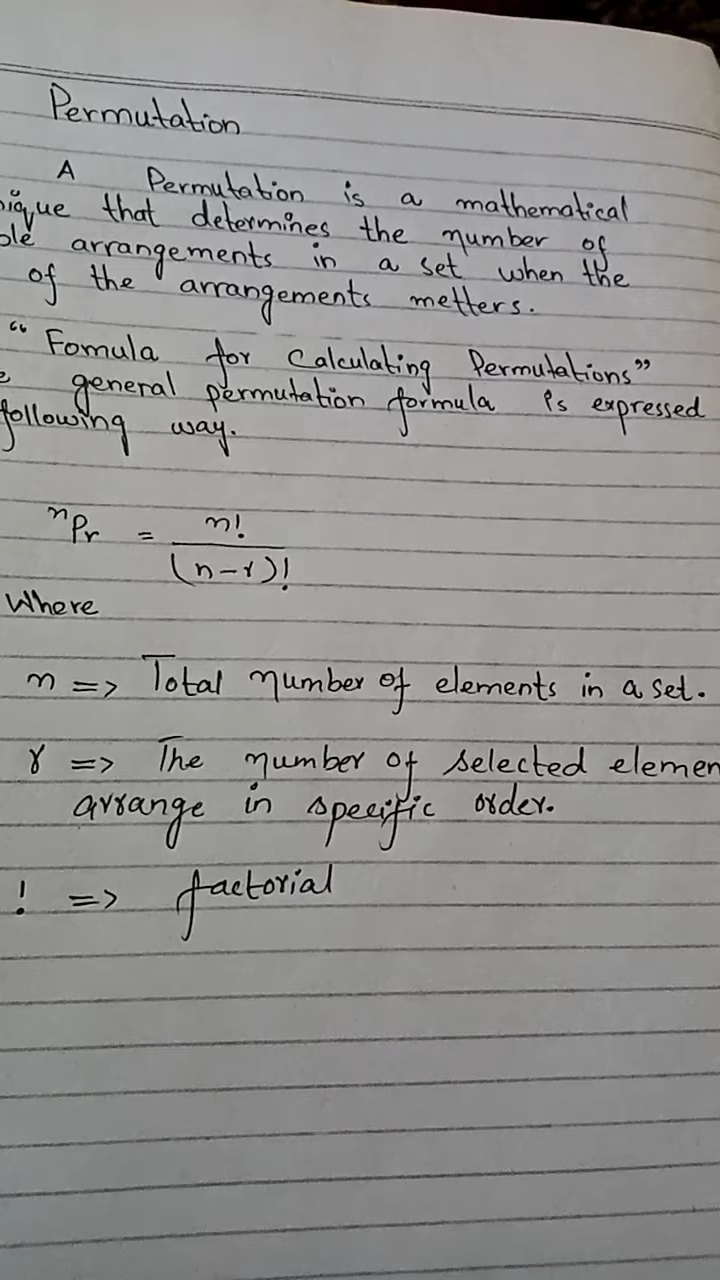 Permutation
A Permutation is a mathematical
nique that determines the number of
ble arrangements in a set when the
of the arrangements metters.
“Fomula for Calculating Permutations”
e general permutation formula is expressed
following way.
ⁿPr = n! / (n-r)!
Where
n => Total number of elements in a set.
r => The number of selected elemen
arrange in specific order.
! => factorial